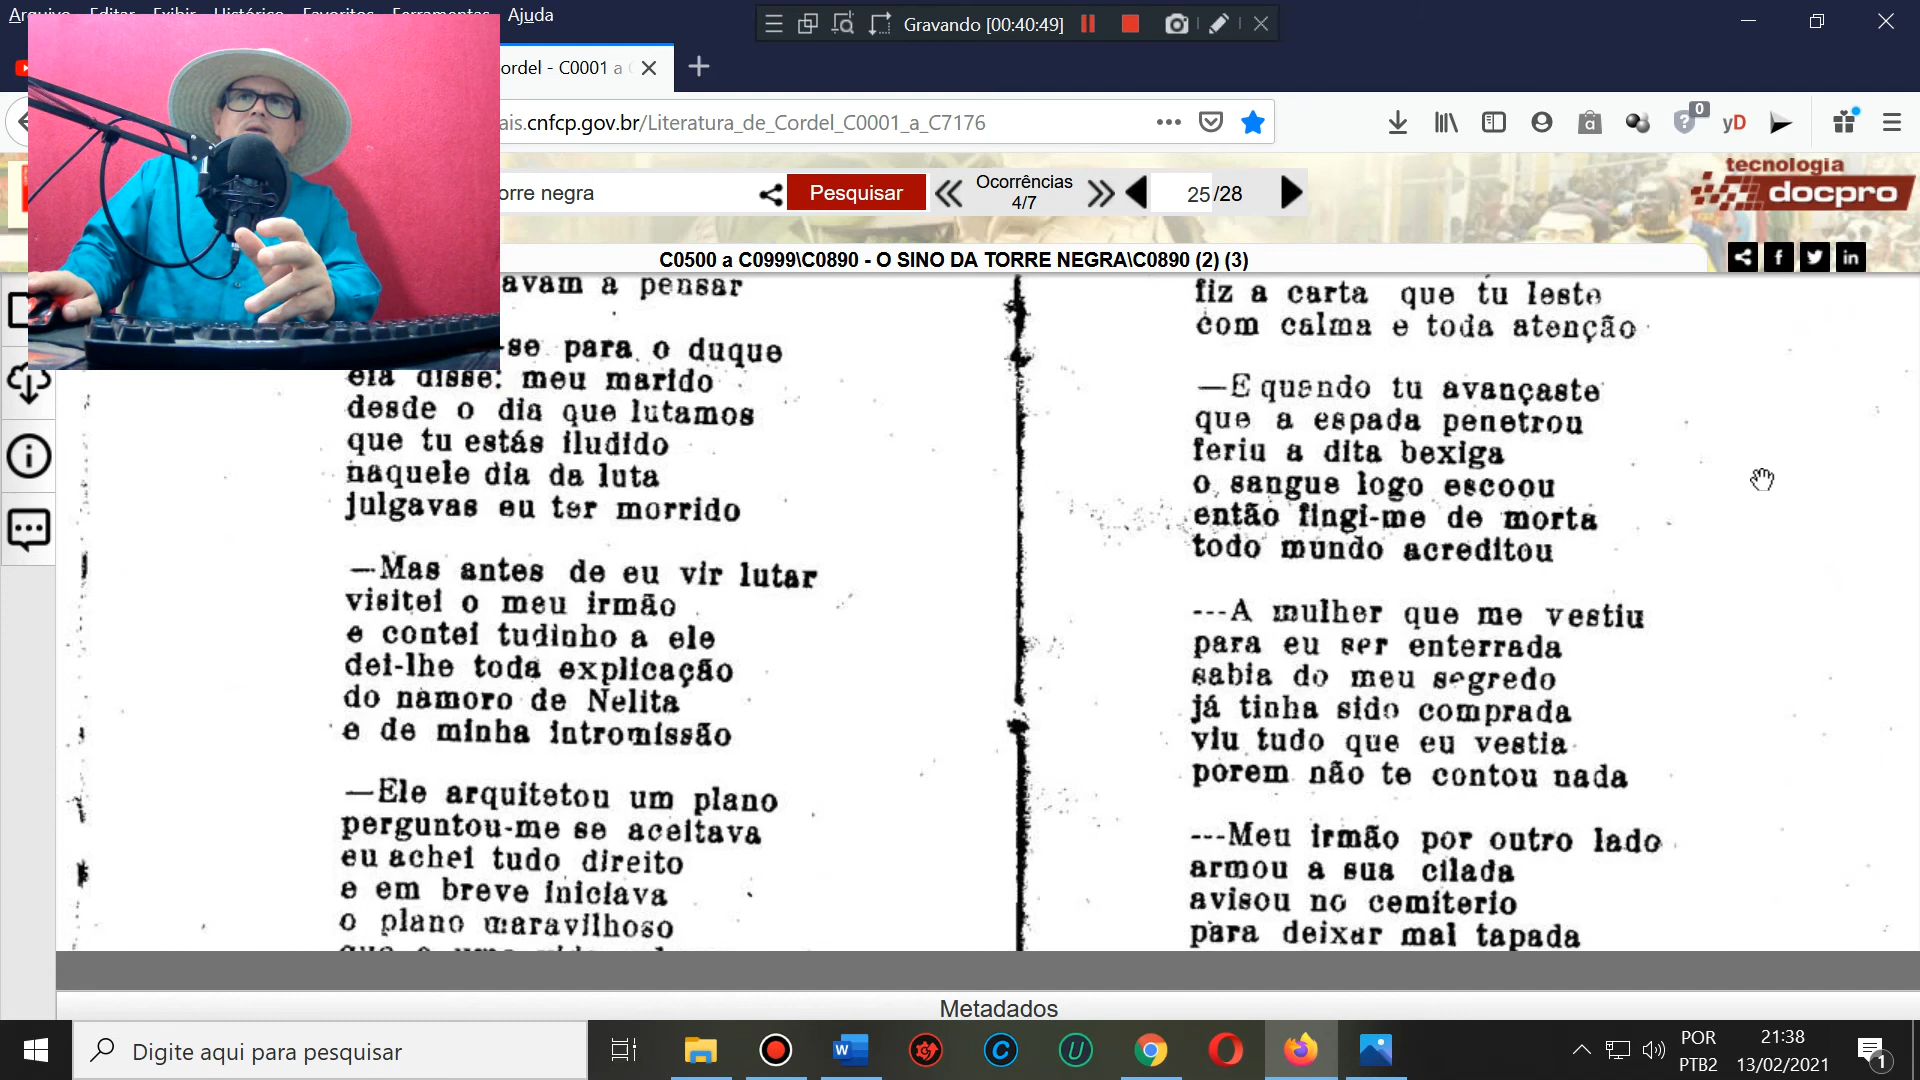 Arquivo Editar Exibir Histórico Favoritos Ferramentas Ajuda
Gravando [00:40:49]
ordel - C0001 a
ais.cnfcp.gov.br/Literatura_de_Cordel_C0001_a_C7176
0
yD
orre negra
Pesquisar
Ocorrências
4/7
25 /28
tecnologia
docpro
C0500 a C0999\C0890 - O SINO DA TORRE NEGRA\C0890 (2) (3)
avam a pensar
-se para o duque
ela disse: meu marido
desde o dia que lutamos
que tu estás iludido
naquele dia da luta
julgavas eu ter morrido
—Mas antes de eu vir lutar
visitei o meu irmão
e contei tudinho a ele
dei-lhe toda explicação
do namoro de Nelita
e de minha intromissão
—Ele arquitetou um plano
perguntou-me se aceitava
eu achei tudo direito
e em breve iniciava
o plano maravilhoso
fiz a carta que tu leste
com calma e toda atenção
—E quando tu avançaste
que a espada penetrou
feriu a dita bexiga
o sangue logo escoou
então fingi-me de morta
todo mundo acreditou
---A mulher que me vestiu
para eu ser enterrada
sabia do meu segredo
já tinha sido comprada
viu tudo que eu vestia
porem não te contou nada
---Meu irmão por outro lado
armou a sua cilada
avisou no cemiterio
para deixar mal tapada
Metadados
Digite aqui para pesquisar
POR
PTB2
21:38
13/02/2021
1